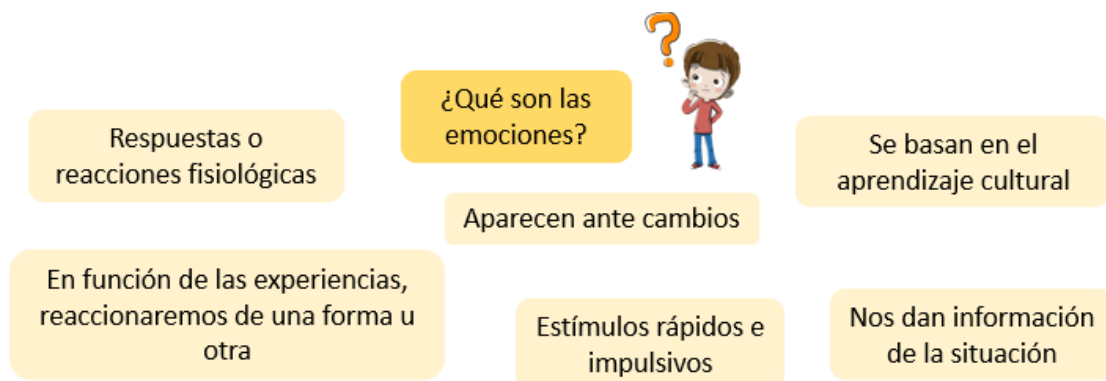 ¿Qué son las
emociones?
Respuestas o
reacciones fisiológicas
Se basan en el
aprendizaje cultural
Aparecen ante cambios
En función de las experiencias,
reaccionaremos de una forma u
otra
Estímulos rápidos e
impulsivos
Nos dan información
de la situación